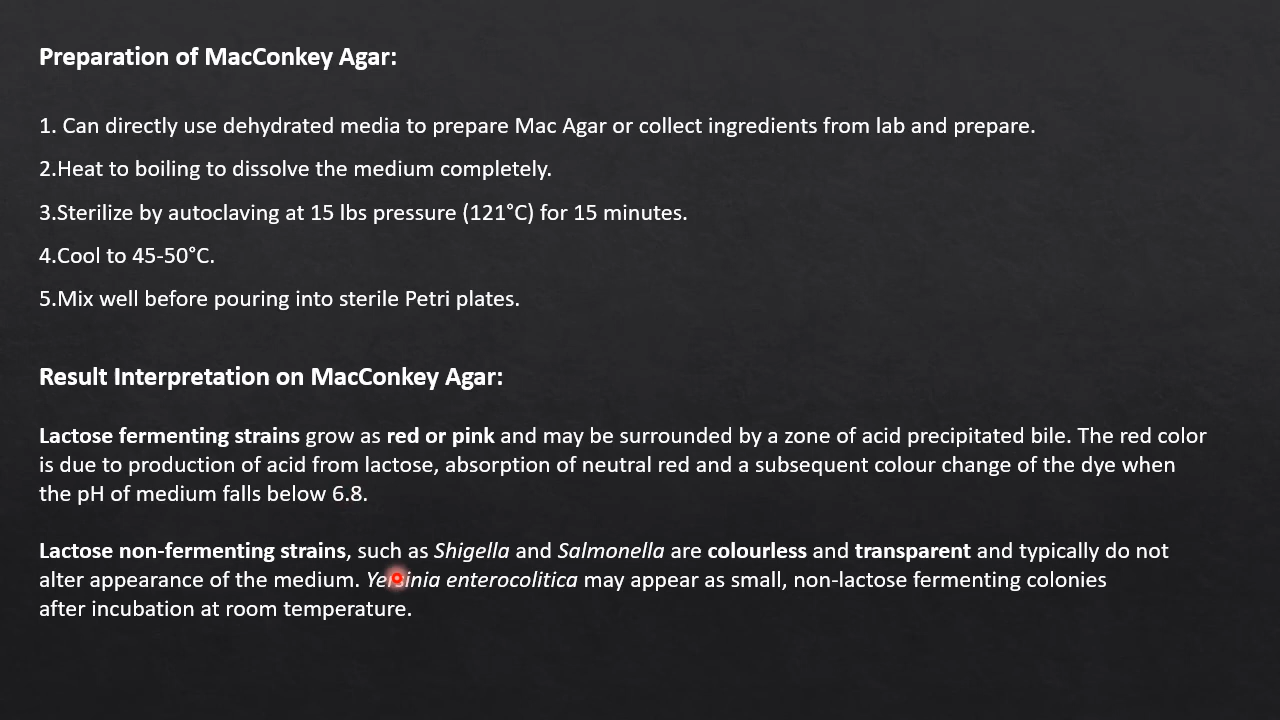 Preparation of MacConkey Agar:
1. Can directly use dehydrated media to prepare Mac Agar or collect ingredients from lab and prepare.
2.Heat to boiling to dissolve the medium completely.
3.Sterilize by autoclaving at 15 lbs pressure (121°C) for 15 minutes.
4.Cool to 45-50°C.
5.Mix well before pouring into sterile Petri plates.
Result Interpretation on MacConkey Agar:
Lactose fermenting strains grow as red or pink and may be surrounded by a zone of acid precipitated bile. The red color
is due to production of acid from lactose, absorption of neutral red and a subsequent colour change of the dye when
the pH of medium falls below 6.8.
Lactose non-fermenting strains, such as Shigella and Salmonella are colourless and transparent and typically do not
alter appearance of the medium. Yersinia enterocolitica may appear as small, non-lactose fermenting colonies
after incubation at room temperature.